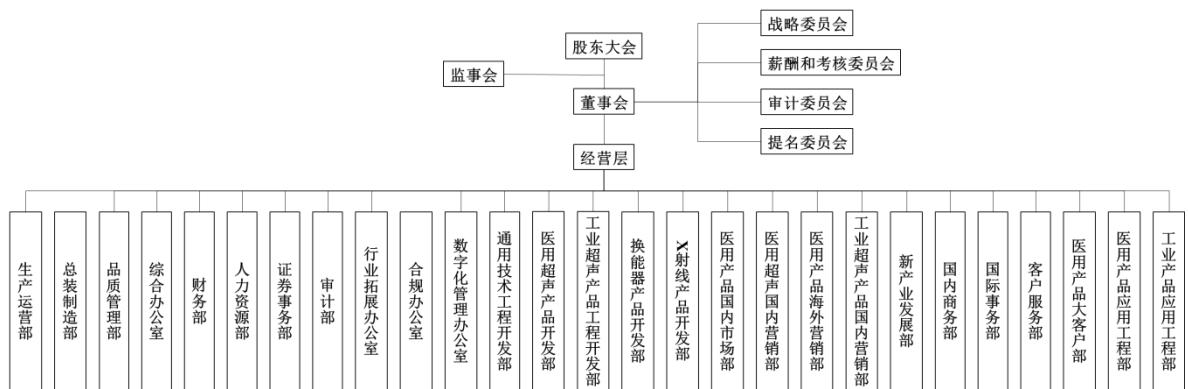 战略委员会
股东大会
薪酬和考核委员会
监事会
董事会
审计委员会
提名委员会
经营层
生产运营部
总装制造部
品质管理部
综合办公室
财务部
人力资源部
证券事务部
审计部
行业拓展办公室
合规办公室
数字化管理办公室
通用技术工程开发部
医用超声产品开发部
工业超声产品工程开发部
换能器产品开发部
X射线产品开发部
医用产品国内市场部
医用超声国内营销部
医用产品海外营销部
工业超声产品国内营销部
新产业发展部
国内商务部
国际事务部
客户服务部
医用产品大客户部
医用产品应用工程部
工业产品应用工程部